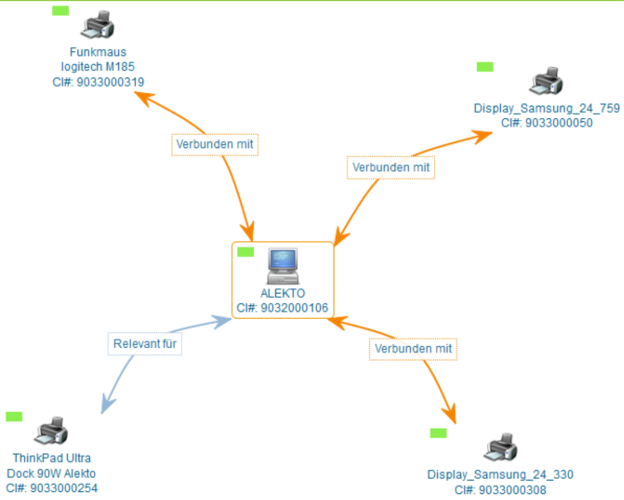 Funkmaus
logitech M185
CI#: 9033000319
Display_Samsung_24_759
CI#: 9033000050
Verbunden mit
Verbunden mit
ALEKTO
CI#: 9032000106
Relevant für
Verbunden mit
ThinkPad Ultra
Dock 90W Alekto
CI#: 9033000254
Display_Samsung_24_330
CI#: 9033000308